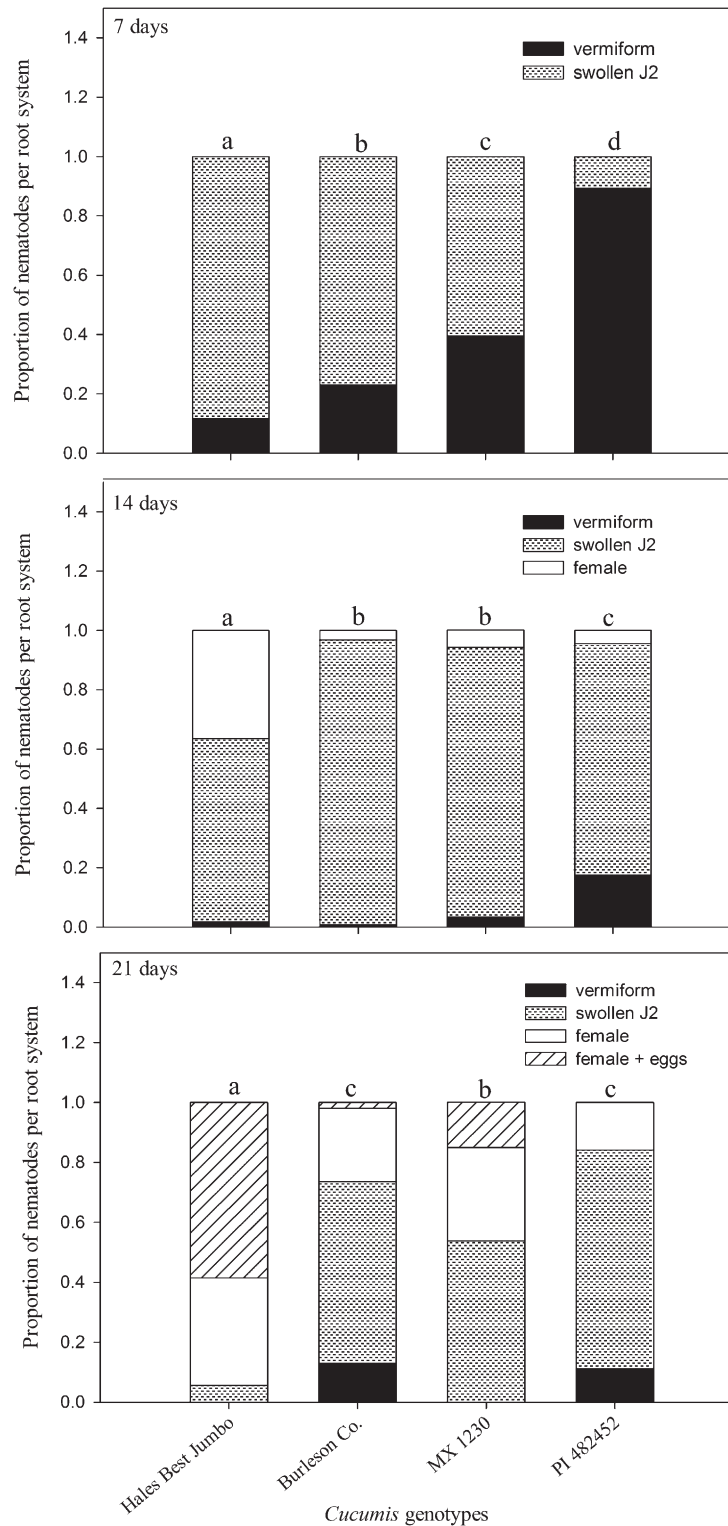 7 days
vermiform
swollen J2
1.4
1.2
1.0
0.8
0.6
0.4
0.2
0.0
a b c d
Proportion of nematodes per root system
14 days
vermiform
swollen J2
female
1.4
1.2
1.0
0.8
0.6
0.4
0.2
0.0
a b b c
Proportion of nematodes per root system
21 days
vermiform
swollen J2
female
female + eggs
1.4
1.2
1.0
0.8
0.6
0.4
0.2
0.0
a c b c
Proportion of nematodes per root system
Hales Best Jumbo
Burleson Co.
MX 1230
PI 482452
Cucumis genotypes